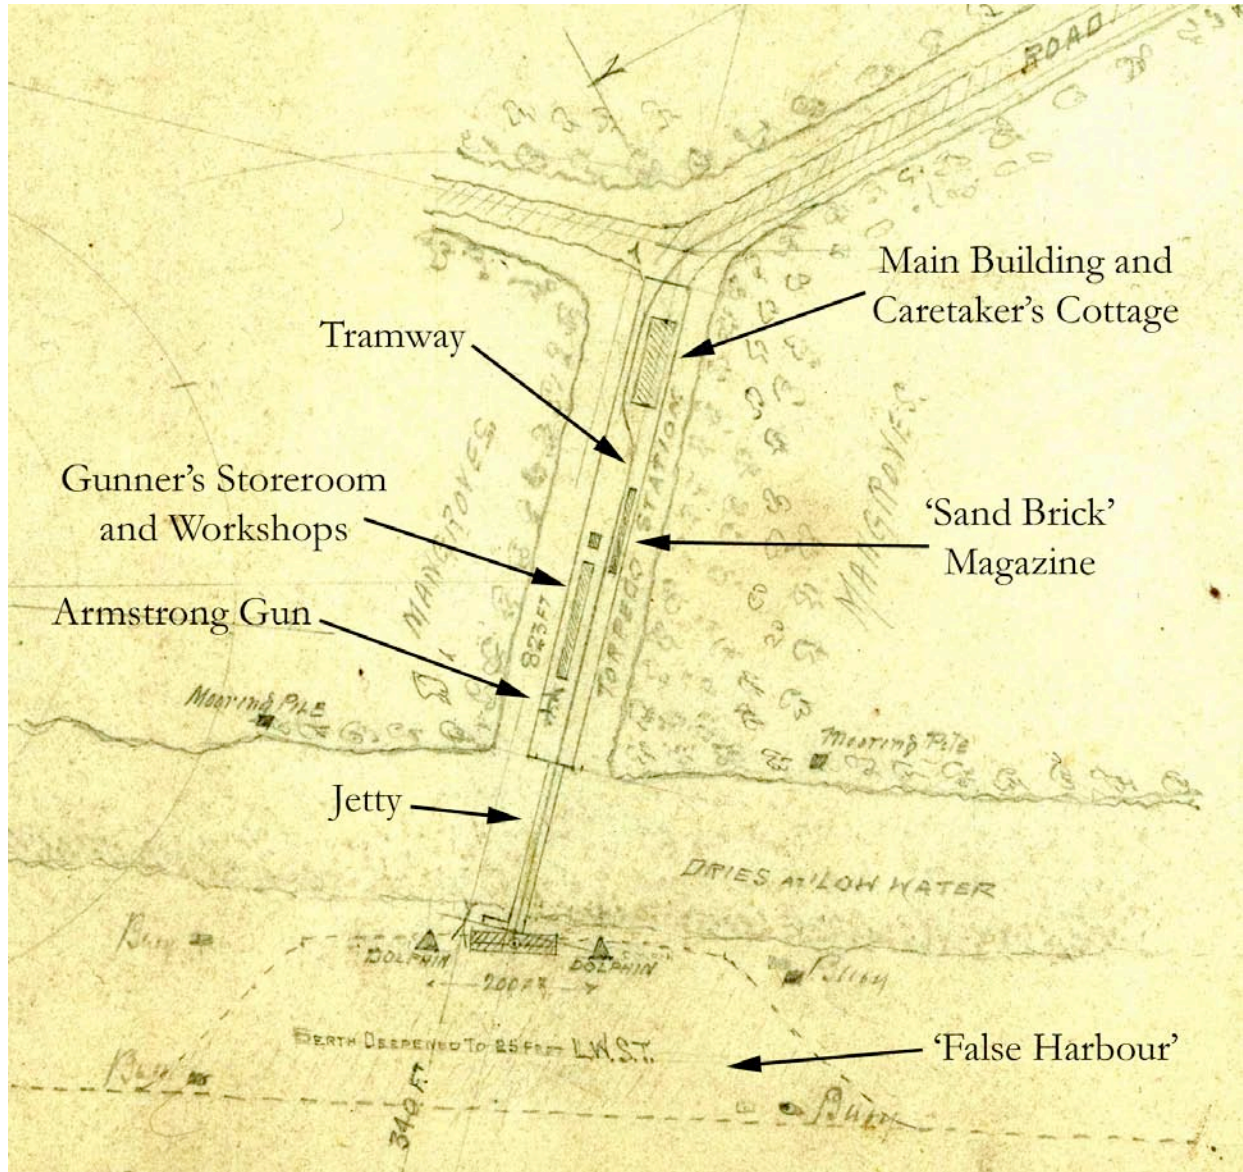 N
ROAD
Main Building and
Caretaker's Cottage
Tramway
MANGROVES
MANGROVES.
Gunner's Storeroom
and Workshops
'Sand Brick'
Magazine
TORPEDO STATION
823 FT
Armstrong Gun
Mooring Pile
Mooring Pile
Jetty
DRIES AT LOW WATER
Buoy
DOLPHIN
DOLPHIN
Buoy
200 FT
BERTH DEEPENED TO 25 FEET L.W.S.T.
'False Harbour'
Buoy
Buoy
340 FT